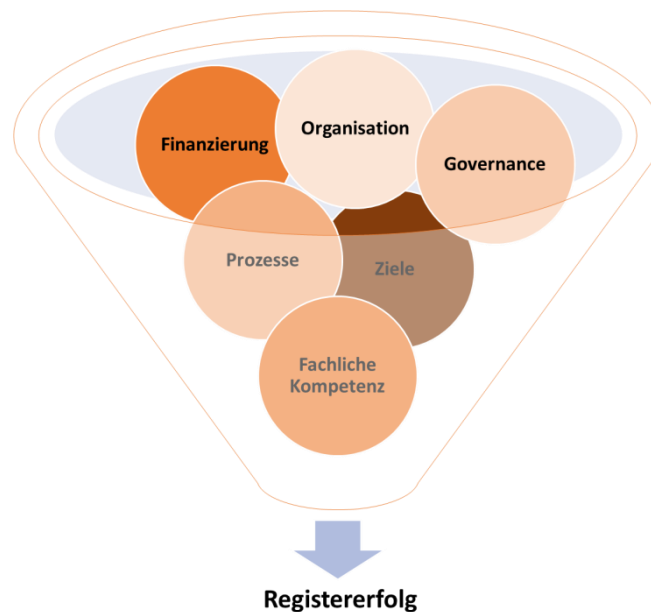 Organisation
Finanzierung
Governance
Prozesse
Ziele
Fachliche
Kompetenz
Registererfolg